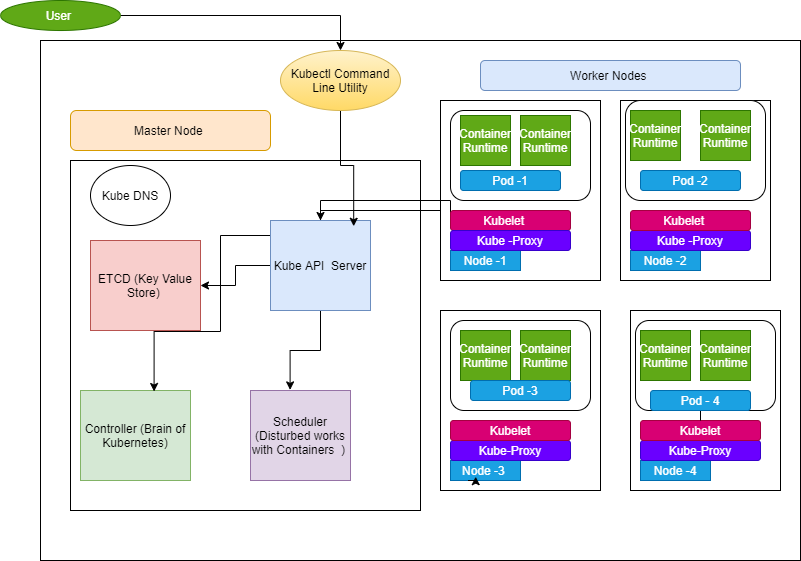 User
Kubectl Command
Line Utility
Worker Nodes
Master Node
Kube DNS
ETCD (Key Value
Store)
Kube API  Server
Controller (Brain of
Kubernetes)
Scheduler
(Disturbed works
with Containers  )
Container
Runtime
Container
Runtime
Pod -1
Kubelet
Kube -Proxy
Node -1
Container
Runtime
Container
Runtime
Pod -2
Kubelet
Kube -Proxy
Node -2
Container
Runtime
Container
Runtime
Pod -3
Kubelet
Kube-Proxy
Node -3
Container
Runtime
Container
Runtime
Pod - 4
Kubelet
Kube-Proxy
Node -4